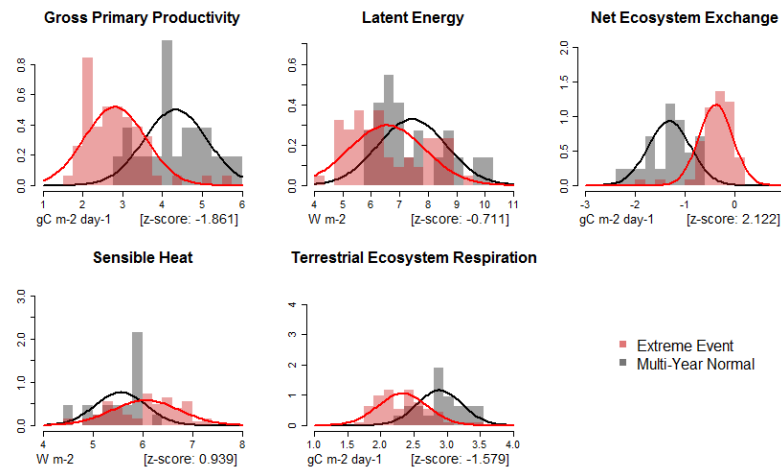 Gross Primary Productivity
0.0 0.2 0.4 0.6 0.8
1 2 3 4 5 6
gC m-2 day-1 [z-score: -1.861]
Latent Energy
0.0 0.2 0.4 0.6
4 5 6 7 8 9 10 11
W m-2 [z-score: -0.711]
Net Ecosystem Exchange
0.0 0.5 1.0 1.5 2.0
-3 -2 -1 0
gC m-2 day-1 [z-score: 2.122]
Sensible Heat
0.0 1.0 2.0 3.0
4 5 6 7 8
W m-2 [z-score: 0.939]
Terrestrial Ecosystem Respiration
0 1 2 3 4
1.0 1.5 2.0 2.5 3.0 3.5 4.0
gC m-2 day-1 [z-score: -1.579]
Extreme Event
Multi-Year Normal